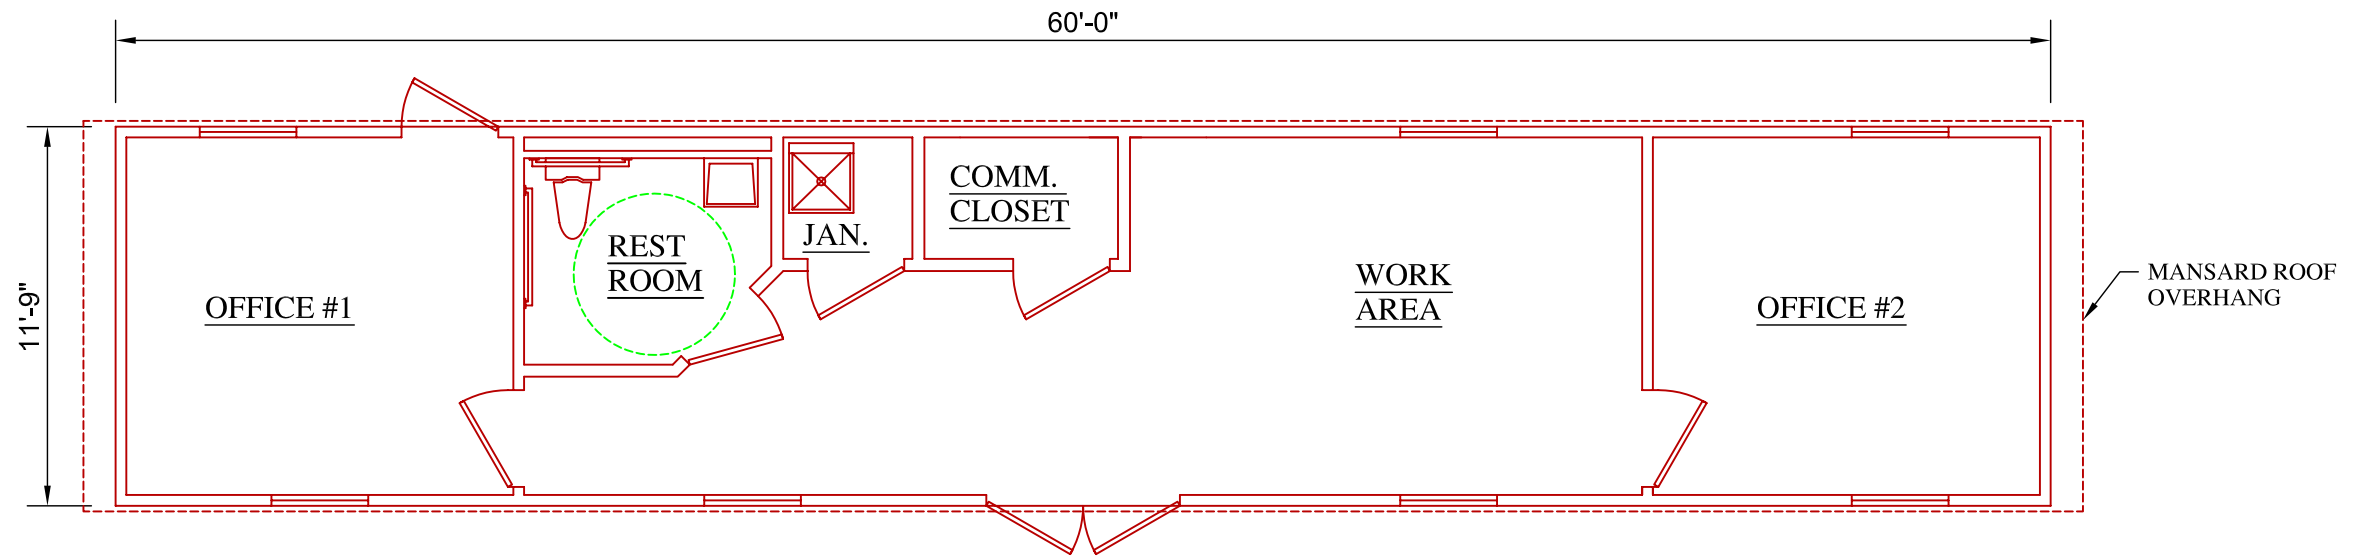 60'-0"
11'-9"
OFFICE #1
REST
ROOM
JAN.
COMM.
CLOSET
WORK
AREA
OFFICE #2
MANSARD ROOF
OVERHANG